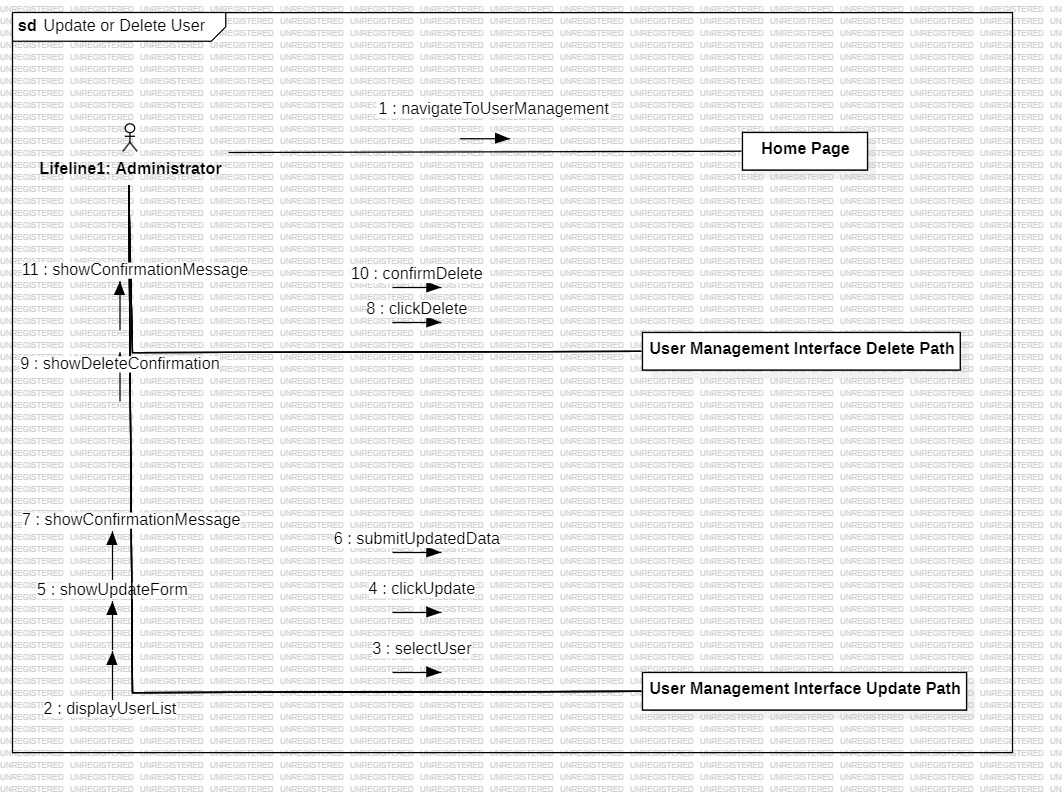 sd Update or Delete User
1 : navigateToUserManagement
Home Page
Lifeline1: Administrator
11 : showConfirmationMessage
10 : confirmDelete
8 : clickDelete
User Management Interface Delete Path
9 : showDeleteConfirmation
7 : showConfirmationMessage
6 : submitUpdatedData
5 : showUpdateForm
4 : clickUpdate
3 : selectUser
User Management Interface Update Path
2 : displayUserList
UNREGISTERED